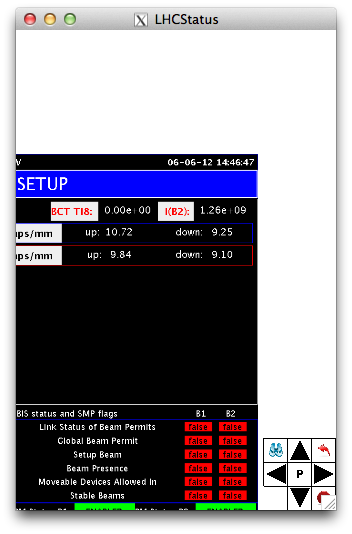 LHCStatus
V 06-06-12 14:46:47
SETUP
BCT TI8: 0.00e+00 I(B2): 1.26e+09
ups/mm up: 10.72 down: 9.25
ups/mm up: 9.84 down: 9.10
BIS status and SMP flags B1 B2
Link Status of Beam Permits false false
Global Beam Permit false false
Setup Beam false false
Beam Presence false false
Moveable Devices Allowed In false false
Stable Beams false false
P